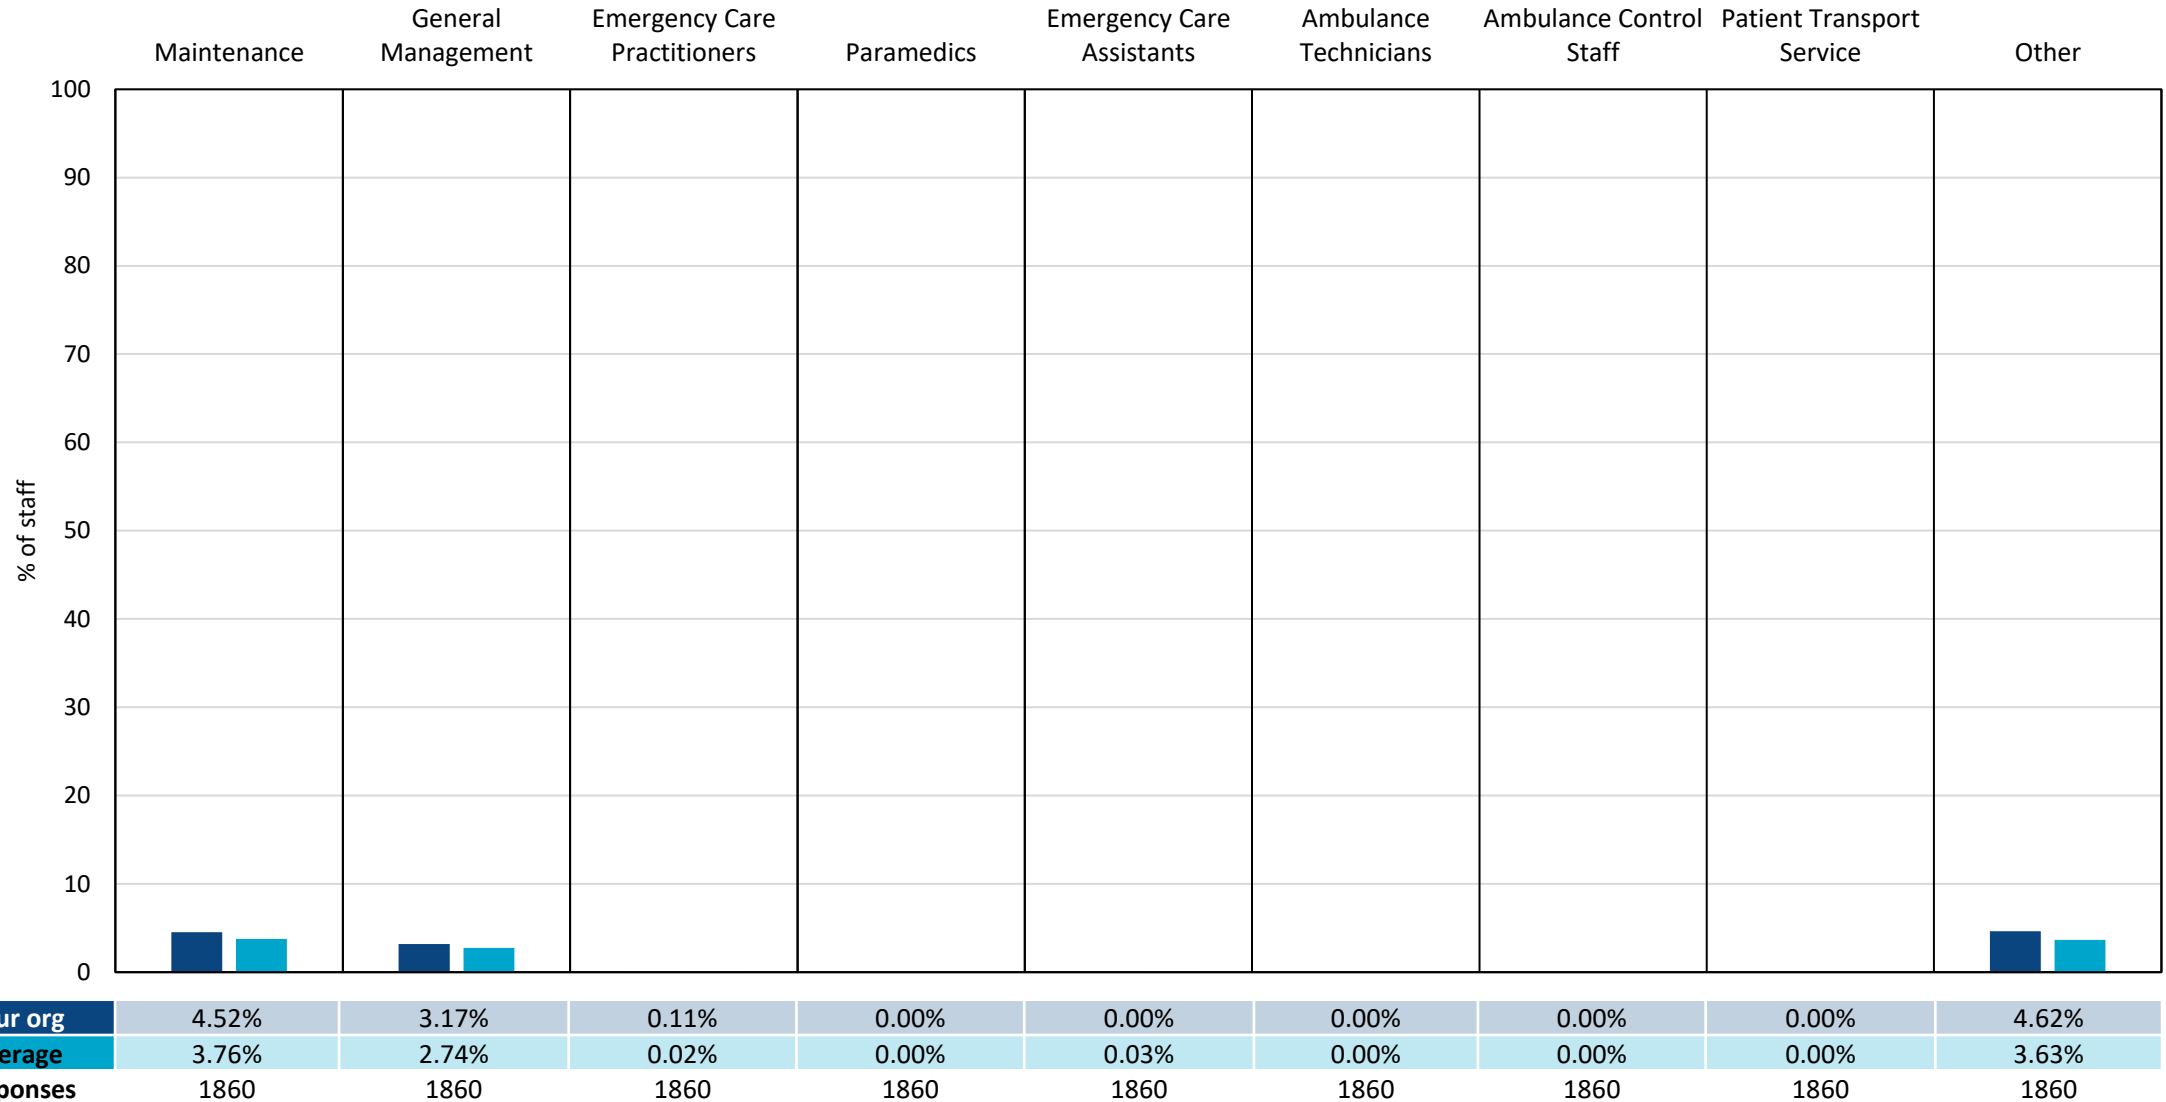 Maintenance
General
Management
Emergency Care
Practitioners
Paramedics
Emergency Care
Assistants
Ambulance
Technicians
Ambulance Control
Staff
Patient Transport
Service
Other
100
90
80
70
60
50
40
30
20
10
0
% of staff
ur org 4.52% 3.17% 0.11% 0.00% 0.00% 0.00% 0.00% 0.00% 4.62%
erage 3.76% 2.74% 0.02% 0.00% 0.03% 0.00% 0.00% 0.00% 3.63%
ponses 1860 1860 1860 1860 1860 1860 1860 1860 1860